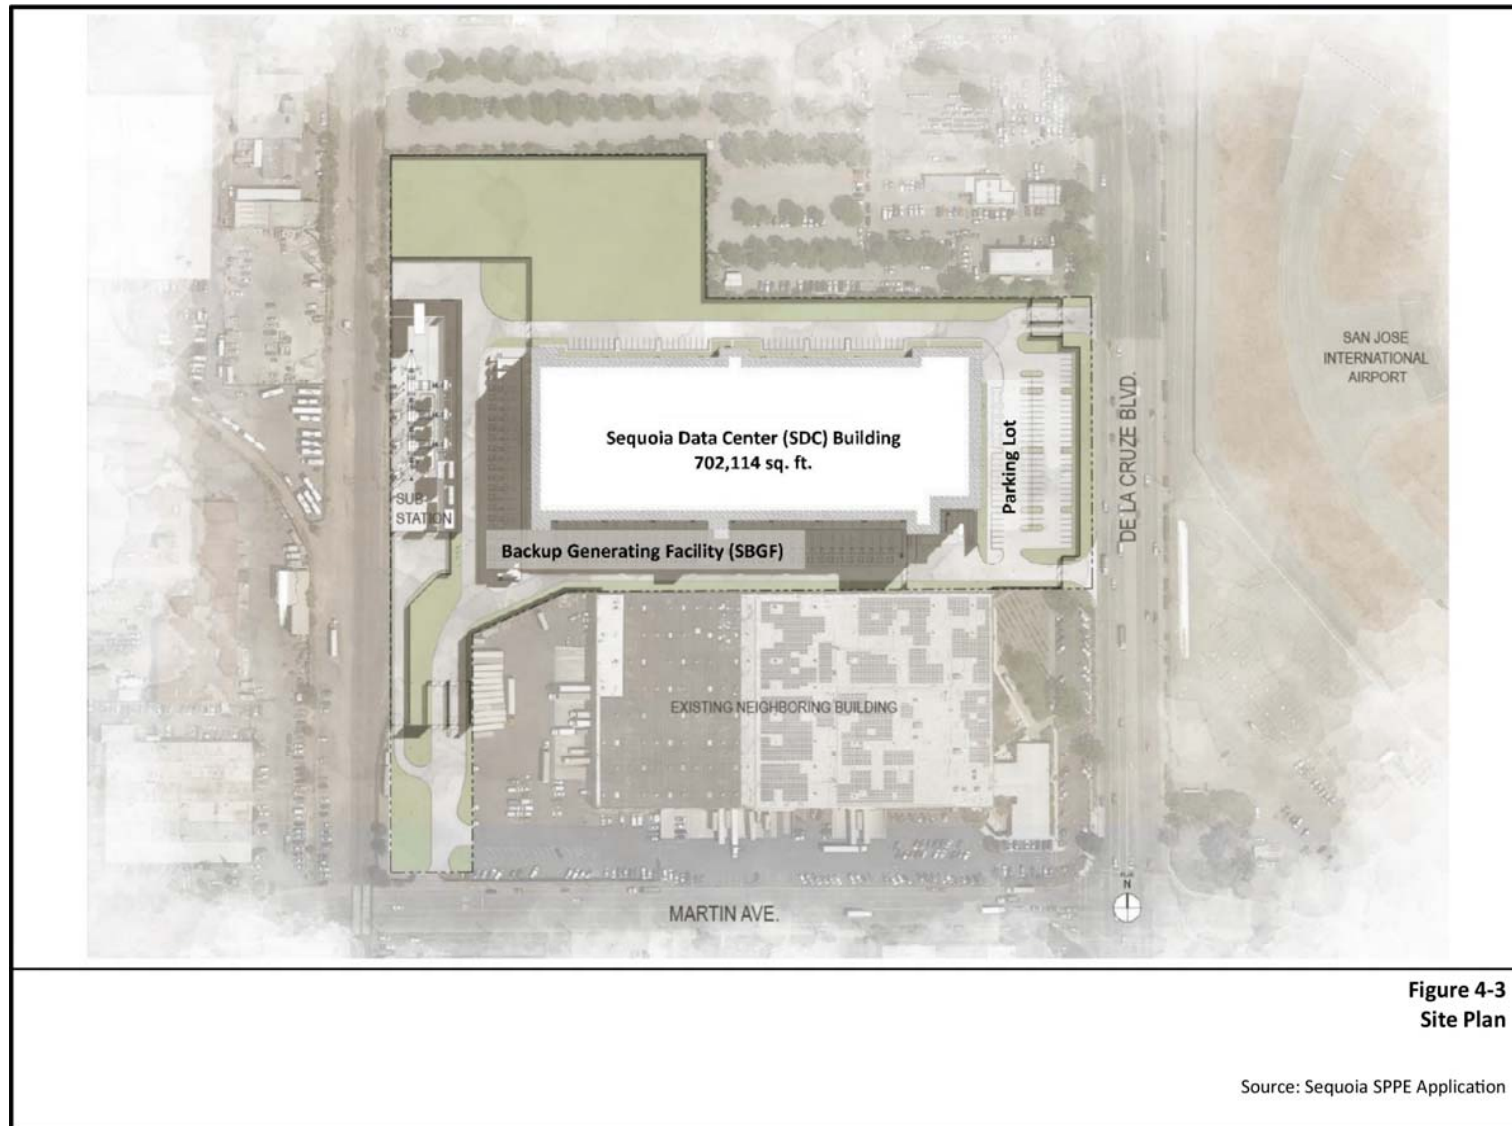 SAN JOSE
INTERNATIONAL
AIRPORT
Sequoia Data Center (SDC) Building
702,114 sq. ft.
Parking Lot
DE LA CRUZE BLVD.
SUB
STATION
Backup Generating Facility (SBGF)
EXISTING NEIGHBORING BUILDING
MARTIN AVE.
N
Figure 4-3
Site Plan
Source: Sequoia SPPE Application